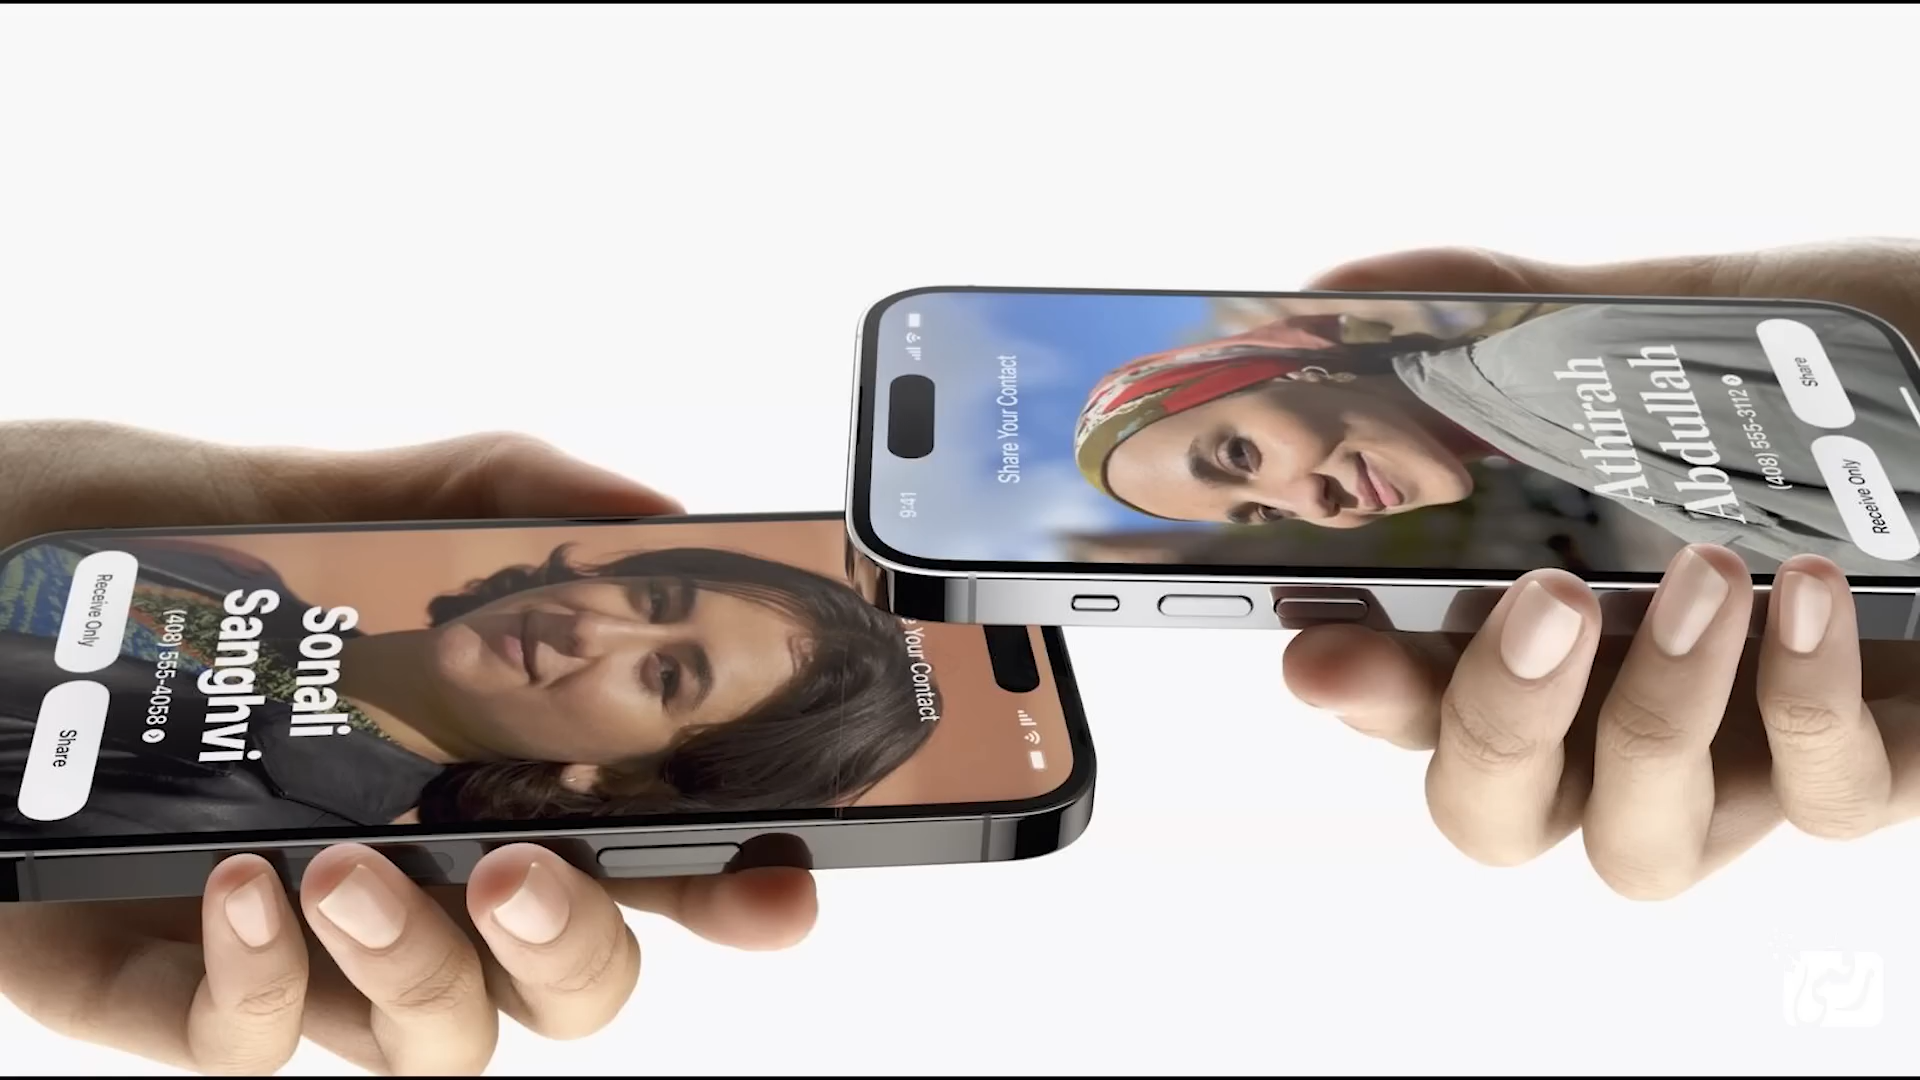 Share Your Contact
Sonali
Sanghvi
(408) 555-4058
Receive Only
Share
9:41
Share Your Contact
Athirah
Abdullah
(408) 555-3112
Receive Only
Share